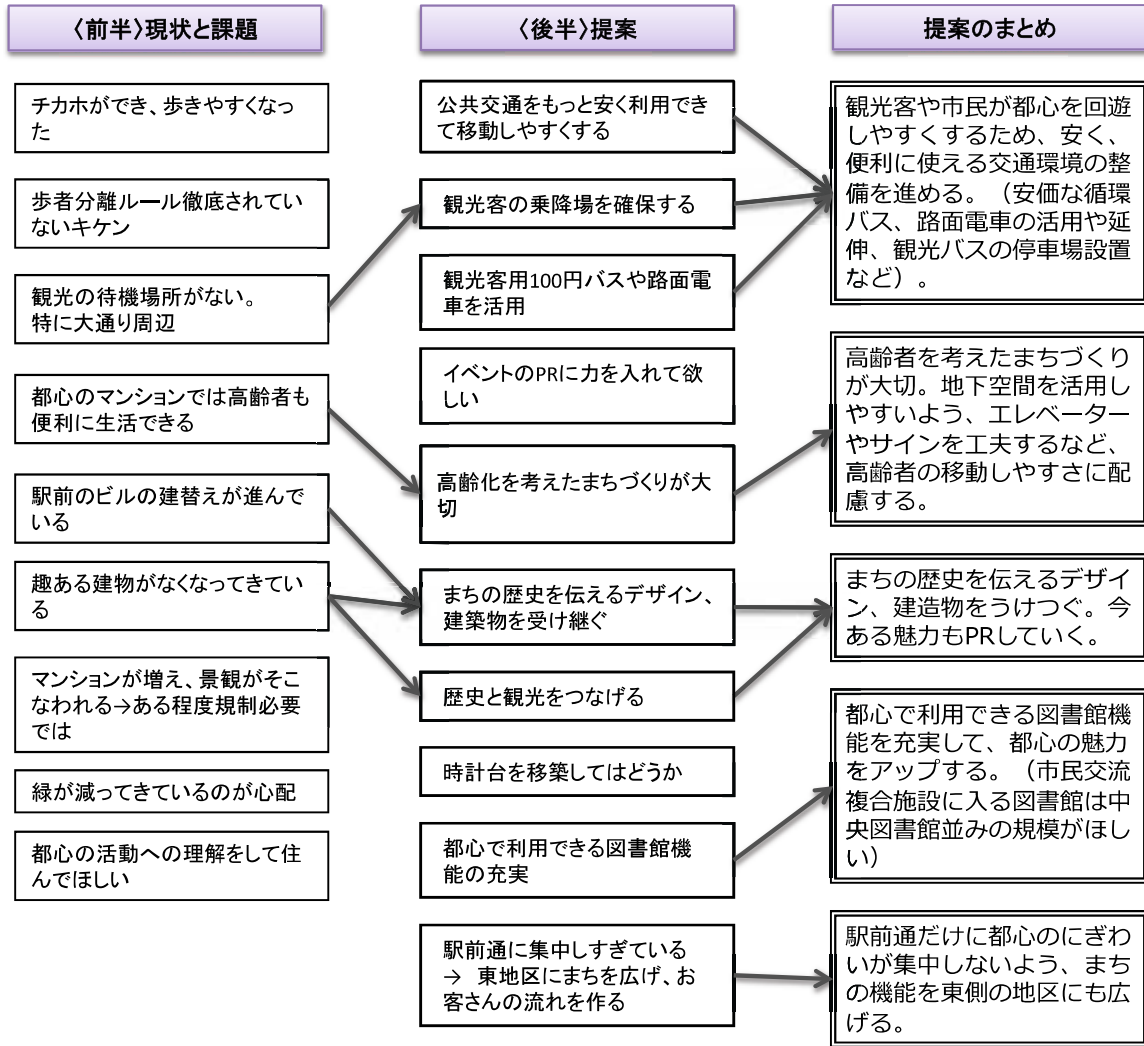 〈前半〉現状と課題
チカホができ、歩きやすくなっ
た
歩者分離ルール徹底されてい
ないキケン
観光の待機場所がない。
特に大通り周辺
都心のマンションでは高齢者も
便利に生活できる
駅前のビルの建替えが進んで
いる
趣ある建物がなくなってきてい
る
マンションが増え、景観がそこ
なわれる→ある程度規制必要
では
緑が減ってきているのが心配
都心の活動への理解をして住
んでほしい
〈後半〉提案
公共交通をもっと安く利用でき
て移動しやすくする
観光客の乗降場を確保する
観光客用100円バスや路面電
車を活用
イベントのPRに力を入れて欲
しい
高齢化を考えたまちづくりが大
切
まちの歴史を伝えるデザイン、
建築物を受け継ぐ
歴史と観光をつなげる
時計台を移築してはどうか
都心で利用できる図書館機
能の充実
駅前通に集中しすぎている
→ 東地区にまちを広げ、お
客さんの流れを作る
提案のまとめ
観光客や市民が都心を回遊
しやすくするため、安く、
便利に使える交通環境の整
備を進める。（安価な循環
バス、路面電車の活用や延
伸、観光バスの停車場設置
など）。
高齢者を考えたまちづくり
が大切。地下空間を活用し
やすいよう、エレベーター
やサインを工夫するなど、
高齢者の移動しやすさに配
慮する。
まちの歴史を伝えるデザイ
ン、建造物をうけつぐ。今
ある魅力もPRしていく。
都心で利用できる図書館機
能を充実して、都心の魅力
をアップする。（市民交流
複合施設に入る図書館は中
央図書館並みの規模がほし
い）
駅前通だけに都心のにぎわ
いが集中しないよう、まち
の機能を東側の地区にも広
げる。